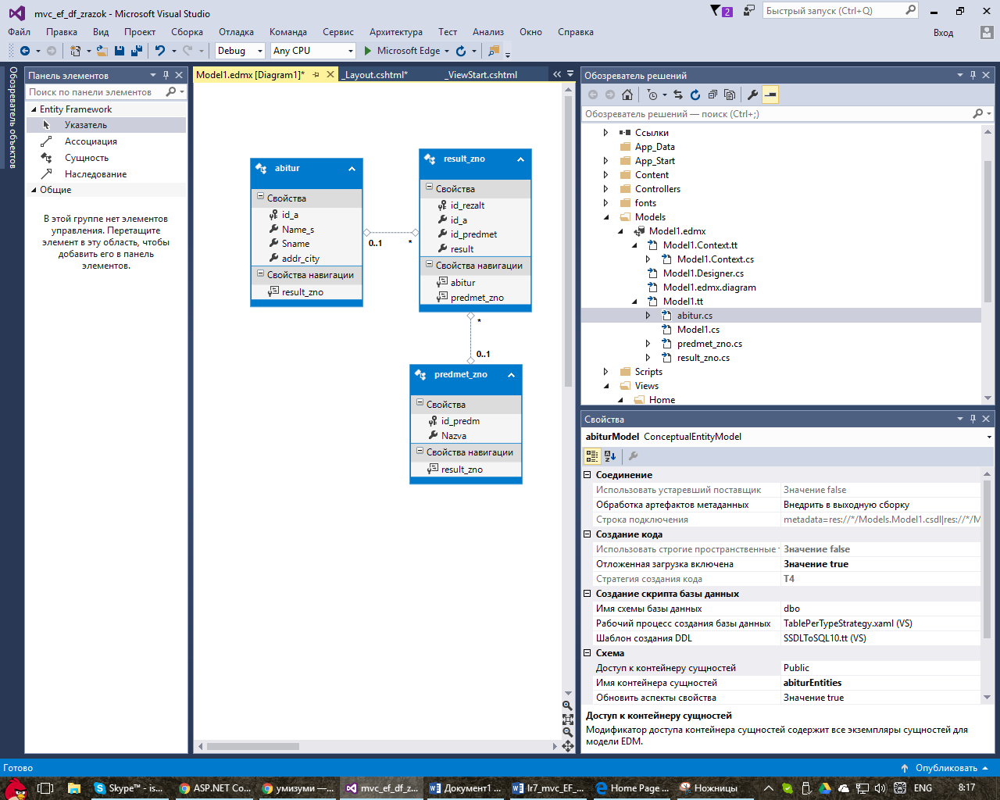 mvc_ef_df_zrazok - Microsoft Visual Studio
2
Быстрый запуск (Ctrl+Q)
Файл Правка Вид Проект Сборка Отладка Команда Сервис Архитектура Тест Анализ Окно Справка Вход
Debug Any CPU Microsoft Edge
Обозреватель объектов
Панель элементов
Поиск по панели элементов
Entity Framework
Указатель
Ассоциация
Сущность
Наследование
Общие
В этой группе нет элементов
управления. Перетащите
элемент в эту область, чтобы
добавить его в панель
элементов.
Model1.edmx [Diagram1]* _Layout.cshtml* _ViewStart.cshtml
abitur
Свойства
id_a
Name_s
Sname
addr_city
Свойства навигации
result_zno
0..1 *
result_zno
Свойства
id_rezalt
id_a
id_predmet
result
Свойства навигации
abitur
predmet_zno
*
0..1
predmet_zno
Свойства
id_predm
Nazva
Свойства навигации
result_zno
Обозреватель решений
Обозреватель решений — поиск (Ctrl+;)
Ссылки
App_Data
App_Start
Content
Controllers
fonts
Models
Model1.edmx
Model1.Context.tt
Model1.Context.cs
Model1.Designer.cs
Model1.edmx.diagram
Model1.tt
abitur.cs
Model1.cs
predmet_zno.cs
result_zno.cs
Scripts
Views
Home
Свойства
abiturModel ConceptualEntityModel
Соединение
Использовать устаревший поставщик Значение false
Обработка артефактов метаданных Внедрить в выходную сборку
Строка подключения metadata=res://*/Models.Model1.csdl|res://*/M
Создание кода
Использовать строгие пространственные Значение false
Отложенная загрузка включена Значение true
Стратегия создания кода T4
Создание скрипта базы данных
Имя схемы базы данных dbo
Рабочий процесс создания базы данных TablePerTypeStrategy.xaml (VS)
Шаблон создания DDL SSDLToSQL10.tt (VS)
Схема
Доступ к контейнеру сущностей Public
Имя контейнера сущностей abiturEntities
Обновить аспекты свойства Значение true
Доступ к контейнеру сущностей
Модификатор доступа контейнера сущностей содержит все экземпляры сущностей для
модели EDM.
Готово Опубликовать
Skype™ - is... ASP.NET Co... умизуми —... mvc_ef_df_z... Документ1 ... lr7_mvc_EF_... Home Page ... Ножницы ENG 8:17